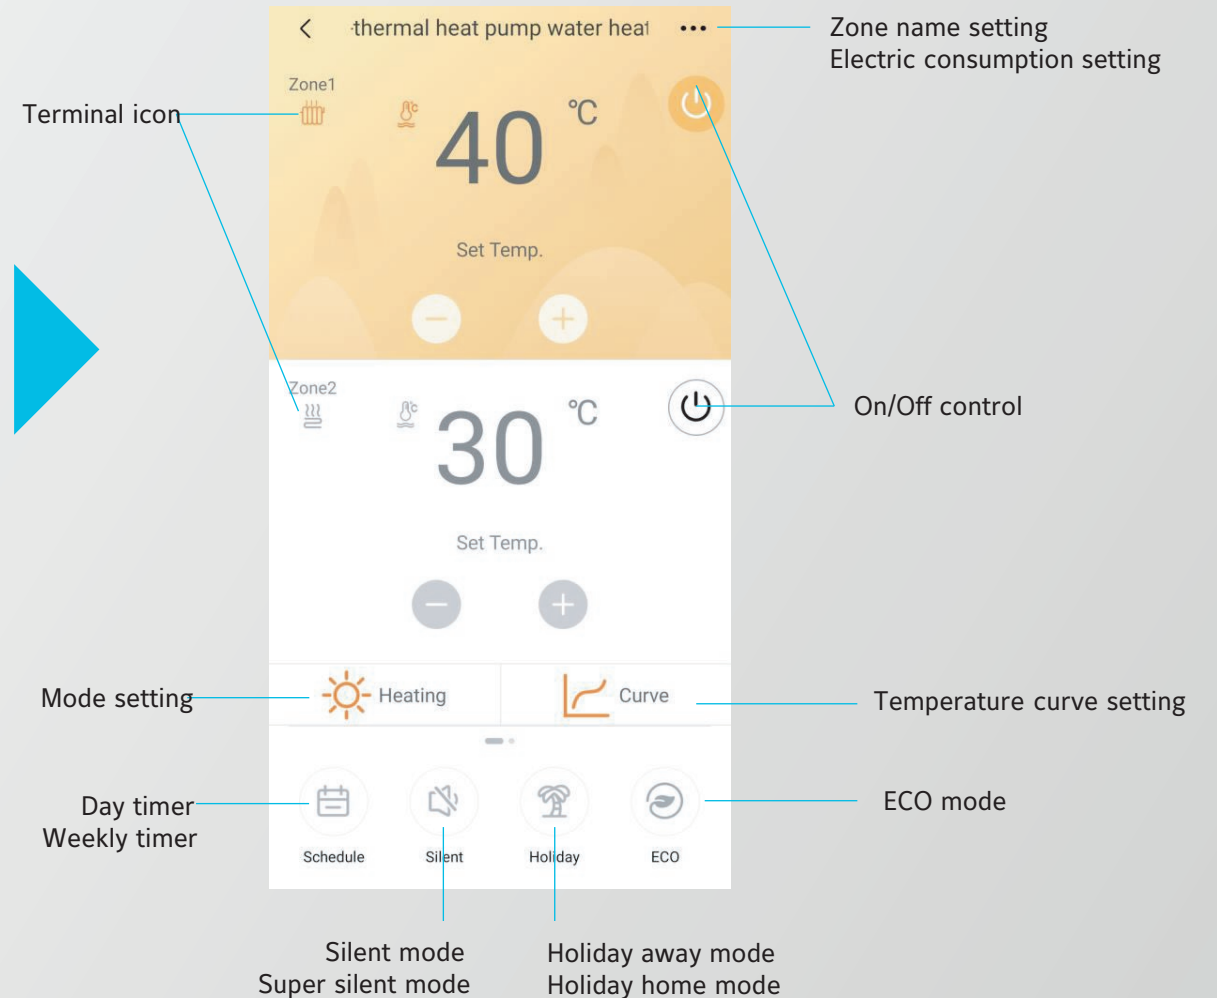 ·thermal heat pump water heat
Zone name setting
Electric consumption setting
Zone1
Terminal icon
40 °C
Set Temp.
Zone2
30 °C
On/Off control
Set Temp.
Mode setting
Heating
Curve
Temperature curve setting
Day timer
Weekly timer
ECO mode
Schedule
Silent
Holiday
ECO
Silent mode
Super silent mode
Holiday away mode
Holiday home mode